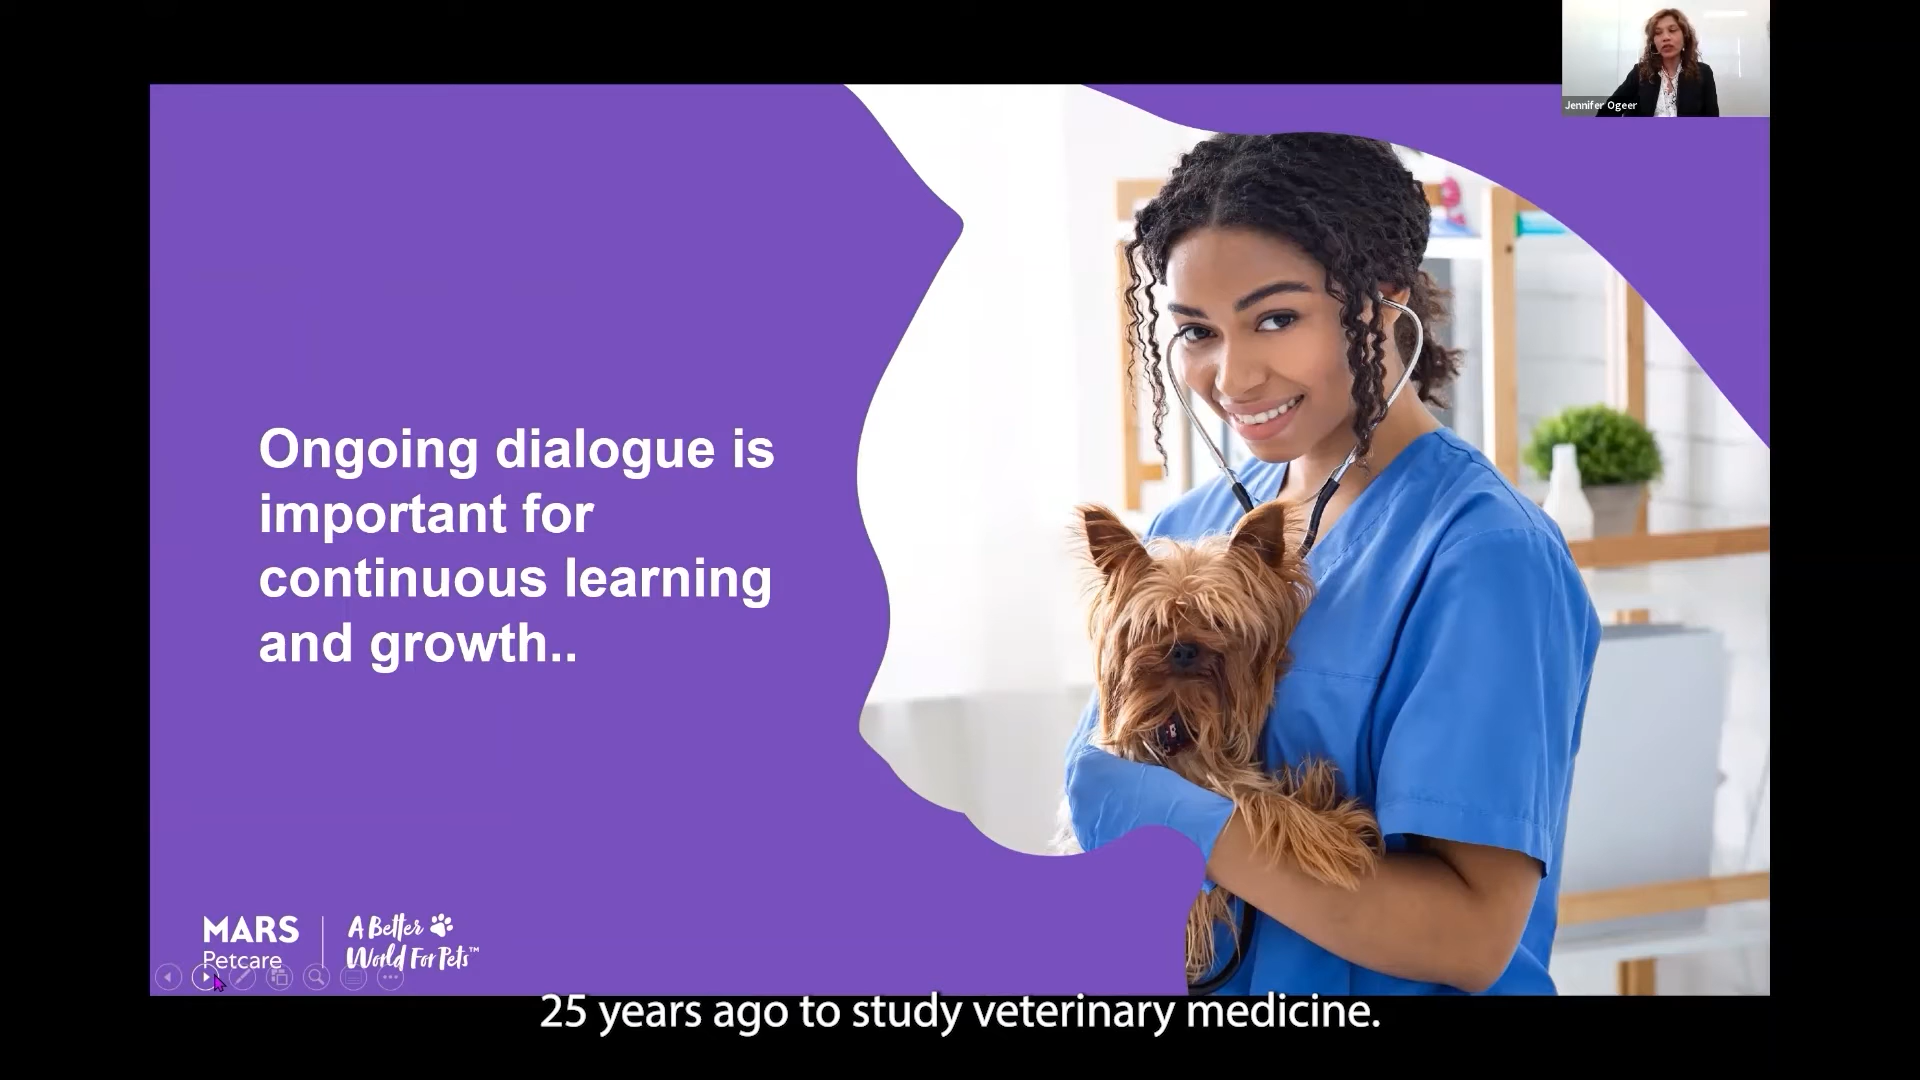 Jennifer Ogeer
Ongoing dialogue is
important for
continuous learning
and growth..
MARS
Petcare
A Better
World For Pets™
25 years ago to study veterinary medicine.